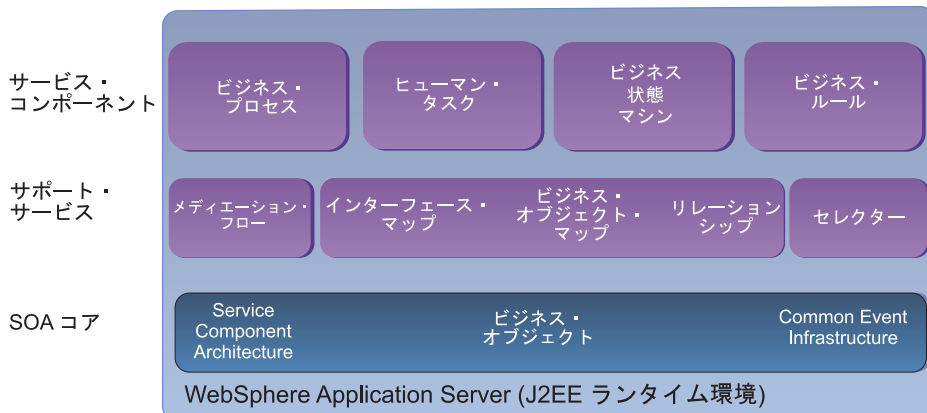 サービス・
コンポーネント
ビジネス・
プロセス
ヒューマン・
タスク
ビジネス
状態
マシン
ビジネス・
ルール
サポート・
サービス
メディエーション・
フロー
インターフェース・
マップ
ビジネス・
オブジェクト・
マップ
リレーション
シップ
セレクター
SOA コア
Service
Component
Architecture
ビジネス・
オブジェクト
Common Event
Infrastructure
WebSphere Application Server (J2EE ランタイム環境)